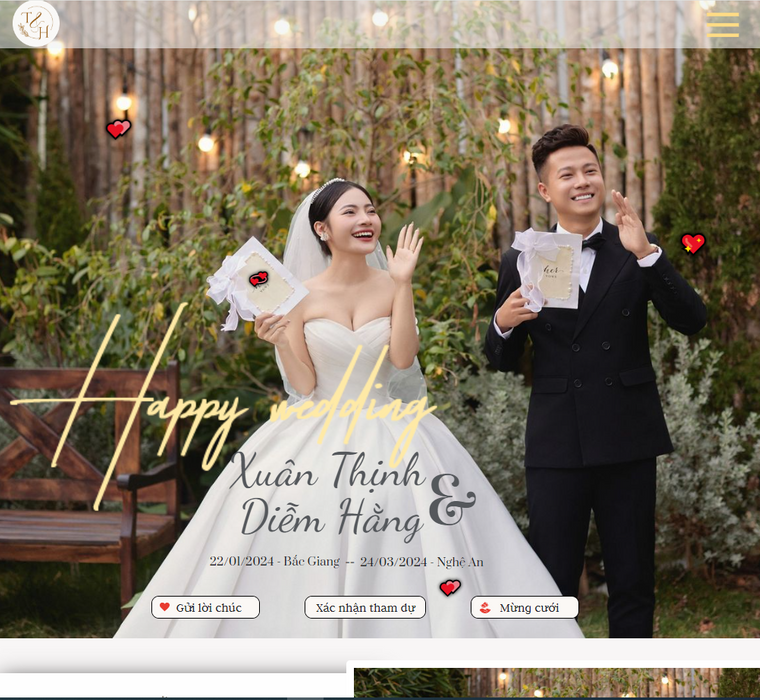 T
H
her
Happy wedding
Xuân Thịnh
&
Diễm Hằng
22/01/2024 - Bắc Giang -- 24/03/2024 - Nghệ An
Gửi lời chúc
Xác nhận tham dự
Mừng cưới